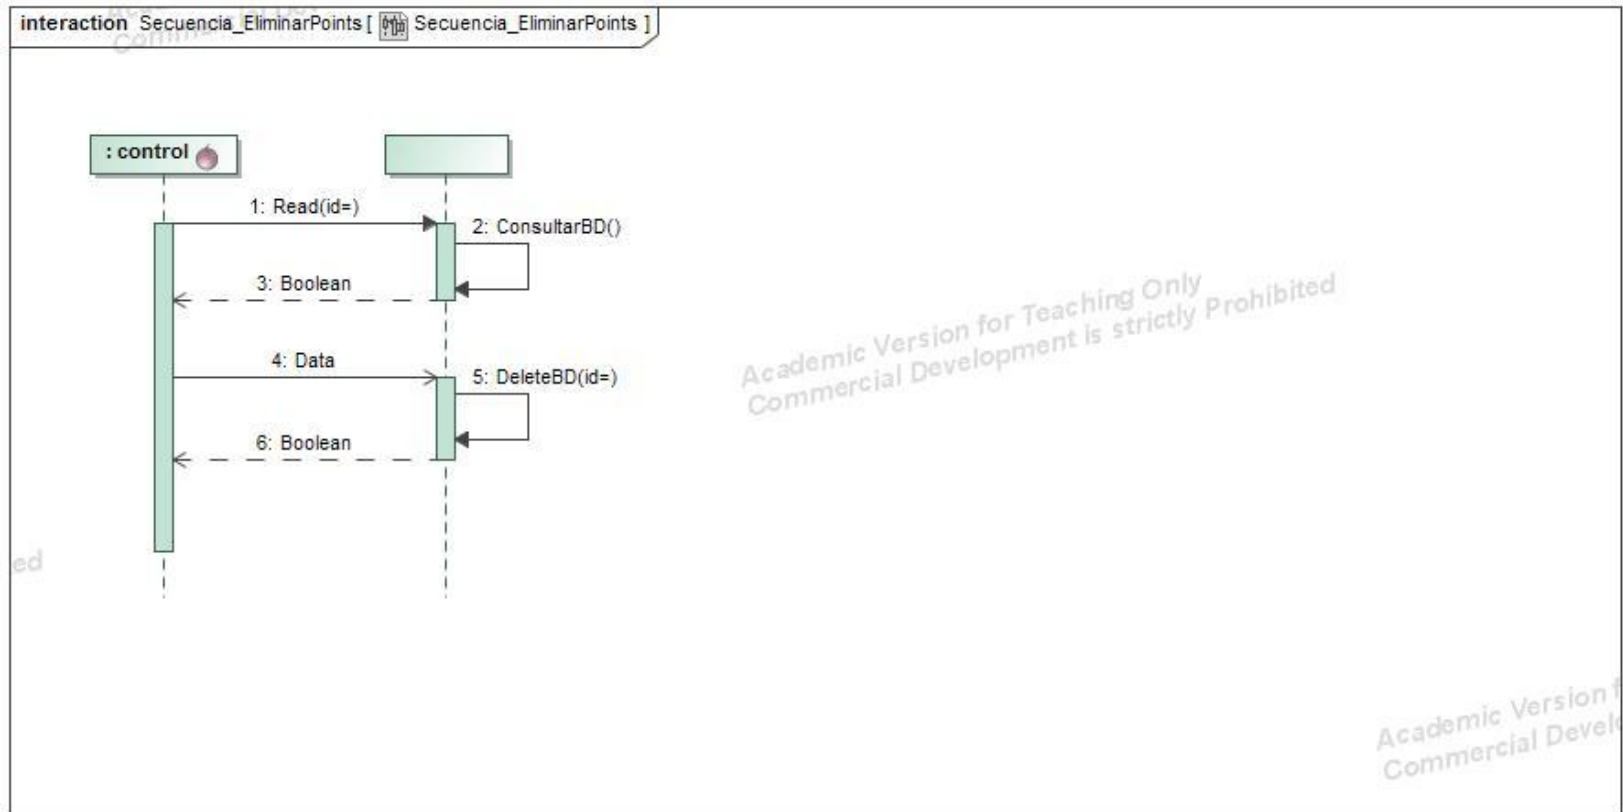 interaction Secuencia_EliminarPoints [ Secuencia_EliminarPoints ]
: control
1: Read(id=)
2: ConsultarBD()
3: Boolean
4: Data
5: DeleteBD(id=)
6: Boolean
Academic Version for Teaching Only
Commercial Development is strictly Prohibited
ed
Academic Version f
Commercial Develo